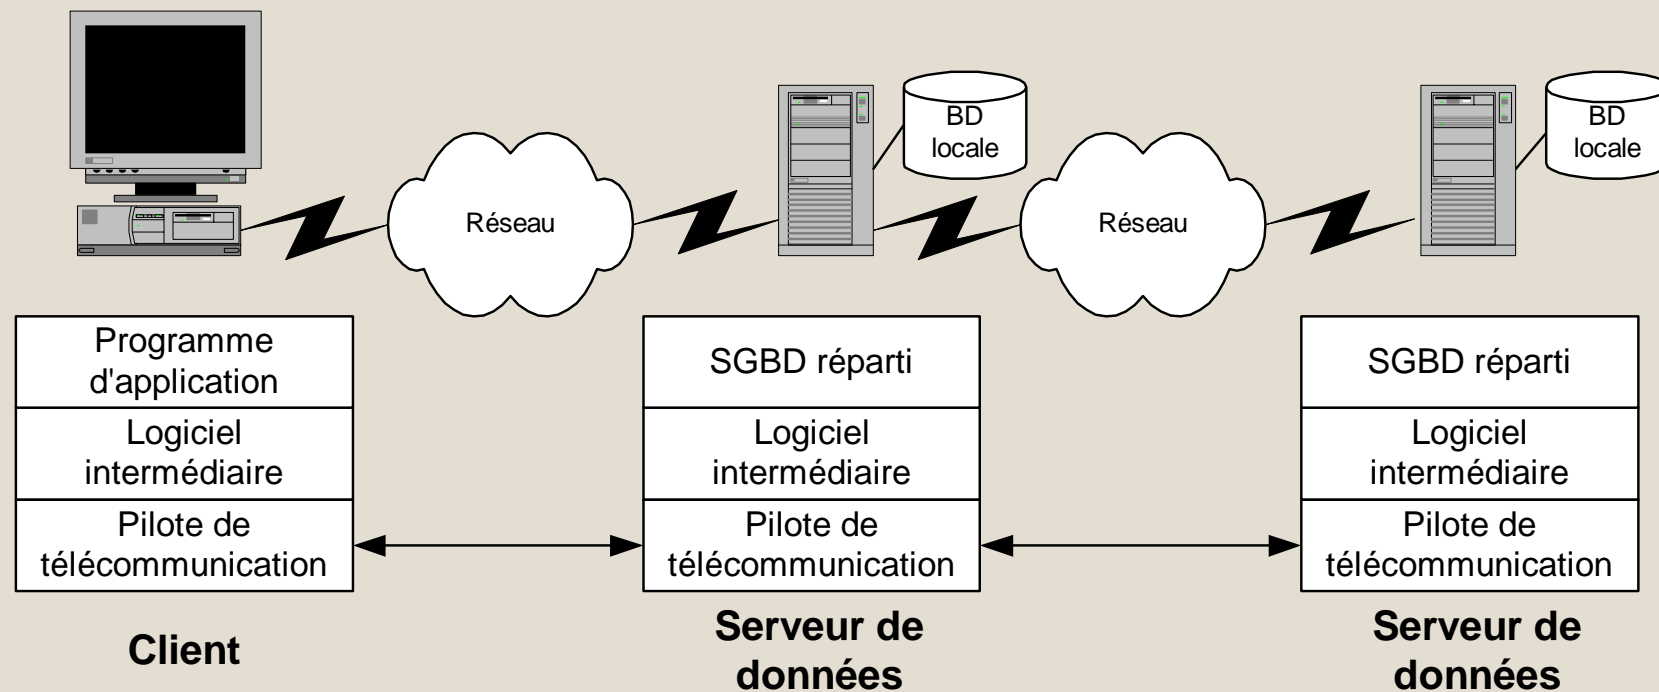 BD
locale
BD
locale
Réseau
Réseau
Programme
d'application
Logiciel
intermédiaire
Pilote de
télécommunication
Client
SGBD réparti
Logiciel
intermédiaire
Pilote de
télécommunication
Serveur de
données
SGBD réparti
Logiciel
intermédiaire
Pilote de
télécommunication
Serveur de
données